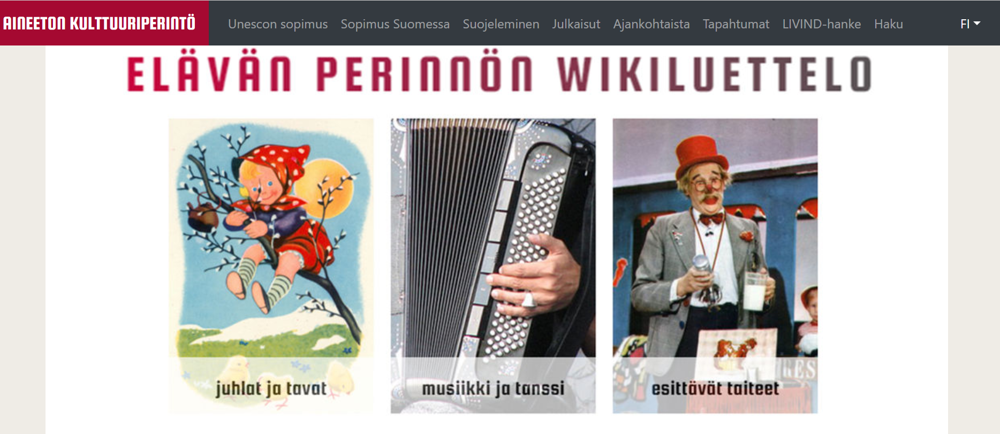 AINEETON KULTTUURIPERINTÖ
Unescon sopimus Sopimus Suomessa Suojeleminen Julkaisut Ajankohtaista Tapahtumat LIVIND-hanke Haku FI
ELÄVÄN PERINNÖN WIKILUETTELO
juhlat ja tavat
musiikki ja tanssi
esittävät taiteet